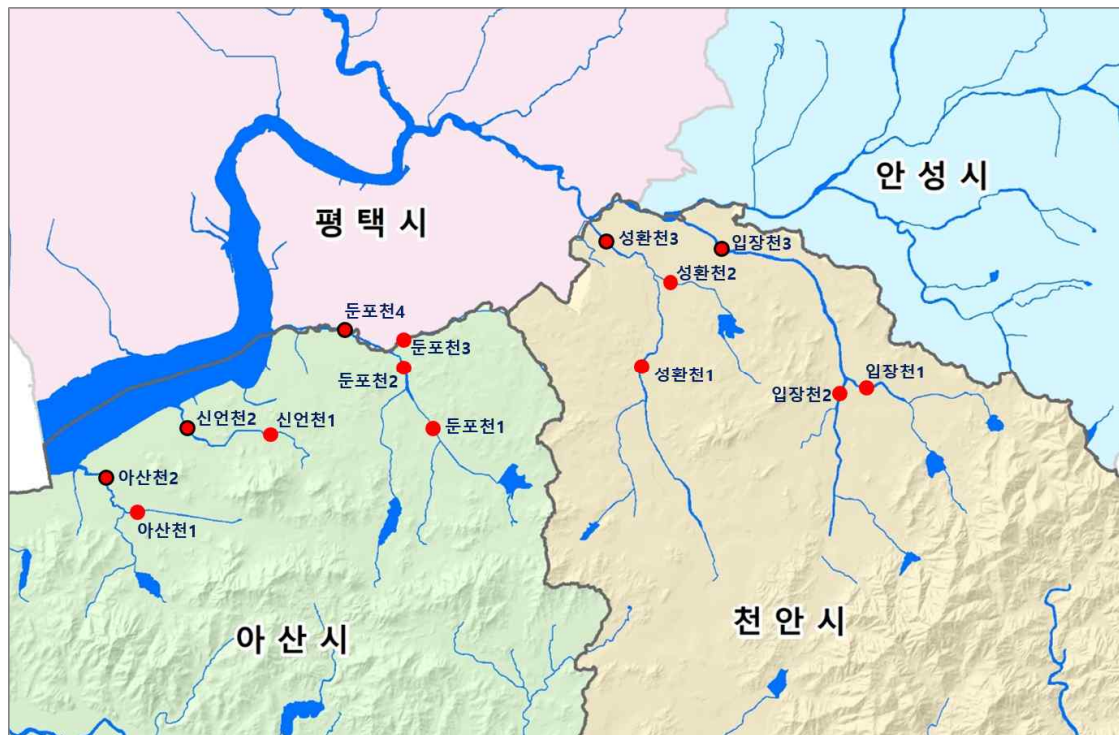 안성시
평택시
성환천3
입장천3
성환천2
둔포천4
둔포천3
둔포천2
성환천1
입장천1
입장천2
신언천2
신언천1
둔포천1
아산천2
아산천1
천안시
아산시